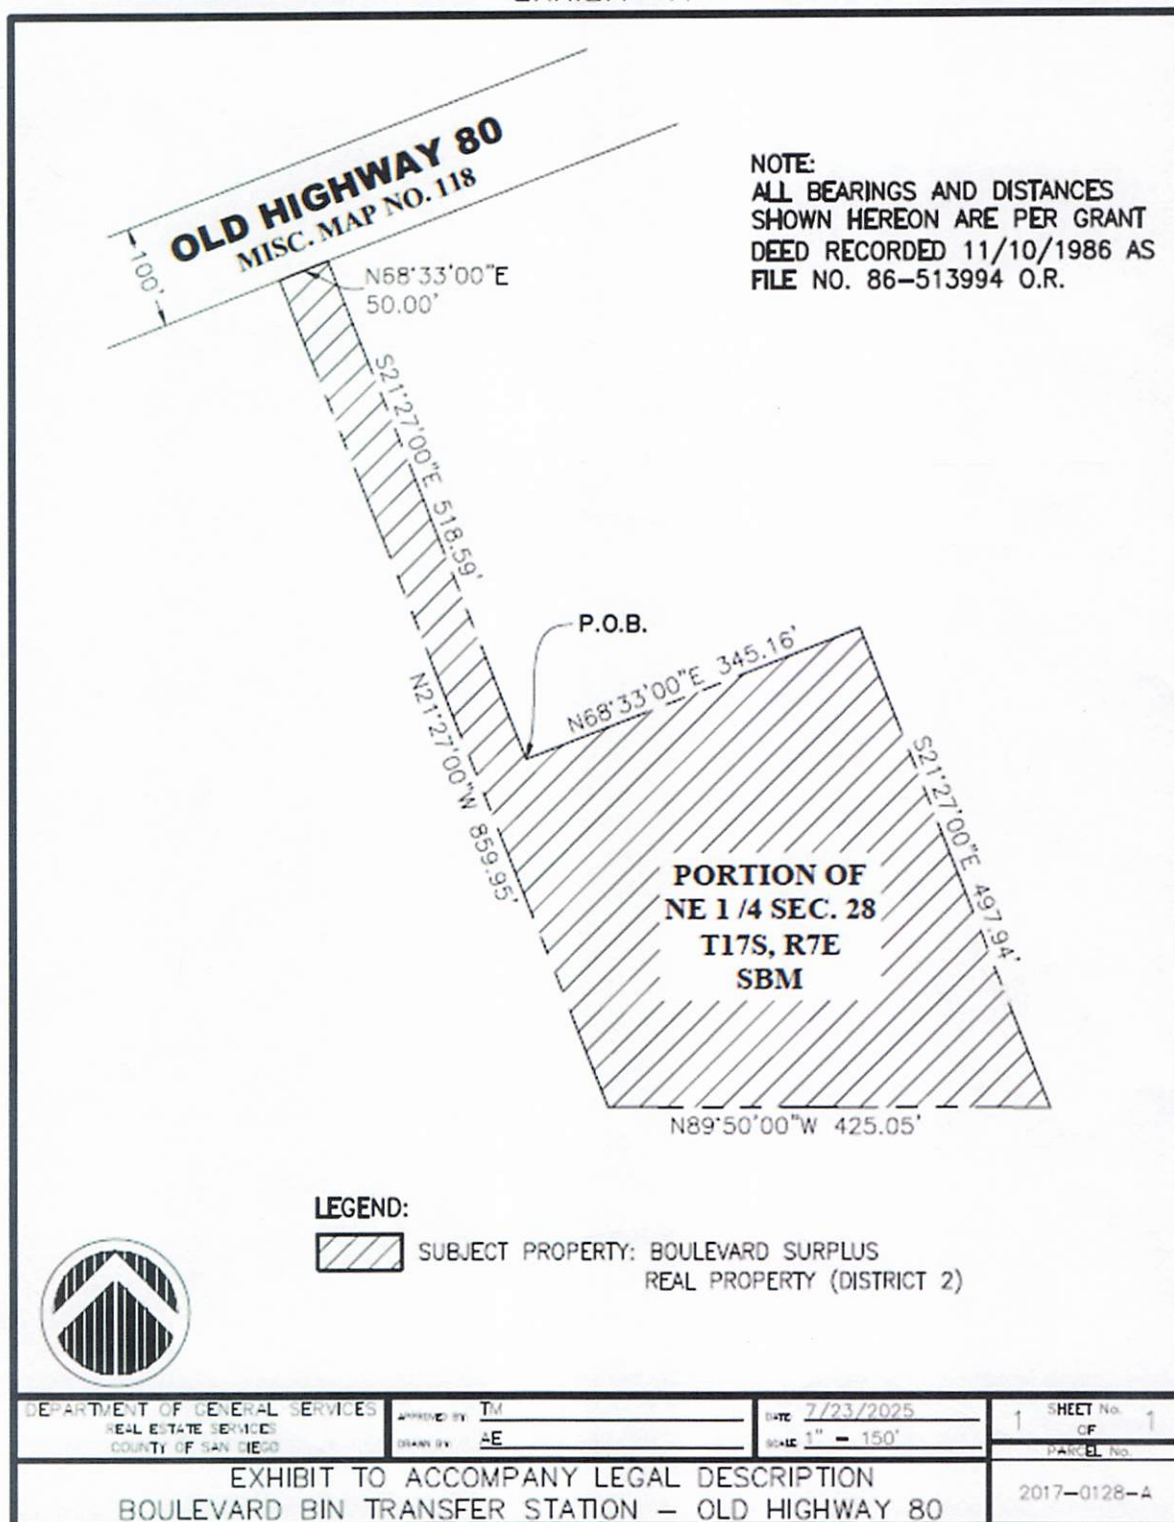 OLD HIGHWAY 80
MISC. MAP NO. 118
100'
NOTE:
ALL BEARINGS AND DISTANCES
SHOWN HEREON ARE PER GRANT
DEED RECORDED 11/10/1986 AS
FILE NO. 86-513994 O.R.
N68°33'00"E
50.00'
S21°27'00"E 518.59'
P.O.B.
N68°33'00"E 345.16'
N21°27'00"W 859.95'
S21°27'00"E 497.94'
PORTION OF
NE 1 /4 SEC. 28
T17S, R7E
SBM
N89°50'00"W 425.05'
LEGEND:
SUBJECT PROPERTY: BOULEVARD SURPLUS
REAL PROPERTY (DISTRICT 2)
DEPARTMENT OF GENERAL SERVICES
REAL ESTATE SERVICES
COUNTY OF SAN DIEGO
APPROVED BY: TM
DRAWN BY: AE
DATE 7/23/2025
SCALE 1" = 150'
SHEET No.
1 OF 1
PARCEL No.
2017-0128-A
EXHIBIT TO ACCOMPANY LEGAL DESCRIPTION
BOULEVARD BIN TRANSFER STATION – OLD HIGHWAY 80